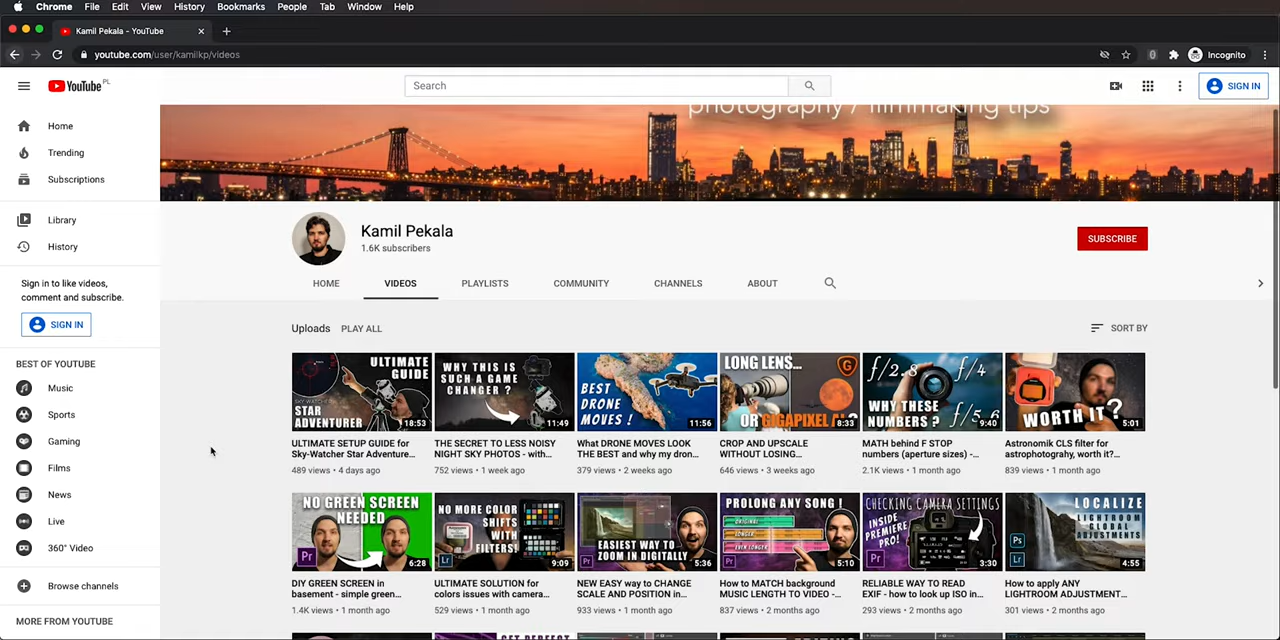 Chrome File Edit View History Bookmarks People Tab Window Help
Kamil Pekala - YouTube
youtube.com/user/kamilkp/videos
Incognito
YouTube PL
Search
SIGN IN
Home
Trending
Subscriptions
Library
History
Sign in to like videos,
comment and subscribe.
SIGN IN
BEST OF YOUTUBE
Music
Sports
Gaming
Films
News
Live
360° Video
Browse channels
MORE FROM YOUTUBE
photography / filmmaking tips
Kamil Pekala
1.6K subscribers
SUBSCRIBE
HOME VIDEOS PLAYLISTS COMMUNITY CHANNELS ABOUT
Uploads PLAY ALL
SORT BY
ULTIMATE
GUIDE
SKY-WATCHER
STAR
ADVENTURER
18:53
ULTIMATE SETUP GUIDE for
Sky-Watcher Star Adventure...
489 views • 4 days ago
WHY THIS IS
SUCH A GAME
CHANGER ?
11:49
THE SECRET TO LESS NOISY
NIGHT SKY PHOTOS - with...
752 views • 1 week ago
BEST
DRONE
MOVES !
11:56
What DRONE MOVES LOOK
THE BEST and why my dron...
379 views • 2 weeks ago
LONG LENS...
OR GIGAPIXEL AI ?
8:33
CROP AND UPSCALE
WITHOUT LOSING...
646 views • 3 weeks ago
f/2.8 f/4
WHY THESE
NUMBERS ? f/5.6
9:40
MATH behind F STOP
numbers (aperture sizes) -...
2.1K views • 1 month ago
WORTH IT?
5:01
Astronomik CLS filter for
astrophotograhy, worth it?...
839 views • 1 month ago
NO GREEN SCREEN
NEEDED
Pr
6:28
DIY GREEN SCREEN in
basement - simple green...
1.4K views • 1 month ago
NO MORE COLOR
SHIFTS
WITH
FILTERS!
Lr
9:09
ULTIMATE SOLUTION for
colors issues with camera...
529 views • 1 month ago
EASIEST WAY TO
ZOOM IN DIGITALLY
Pr
5:36
NEW EASY way to CHANGE
SCALE AND POSITION in...
933 views • 1 month ago
PROLONG ANY SONG !
ORIGINAL
LONGER
EVEN LONGER
Pr
5:10
How to MATCH background
MUSIC LENGTH TO VIDEO -...
837 views • 2 months ago
CHECKING CAMERA SETTINGS
INSIDE
PREMIERE
PRO!
Pr
3:30
RELIABLE WAY TO READ
EXIF - how to look up ISO in...
293 views • 2 months ago
LOCALIZE
LIGHTROOM
GLOBAL
ADJUSTMENTS
Ps
Lr
4:55
How to apply ANY
LIGHTROOM ADJUSTMENT...
301 views • 2 months ago